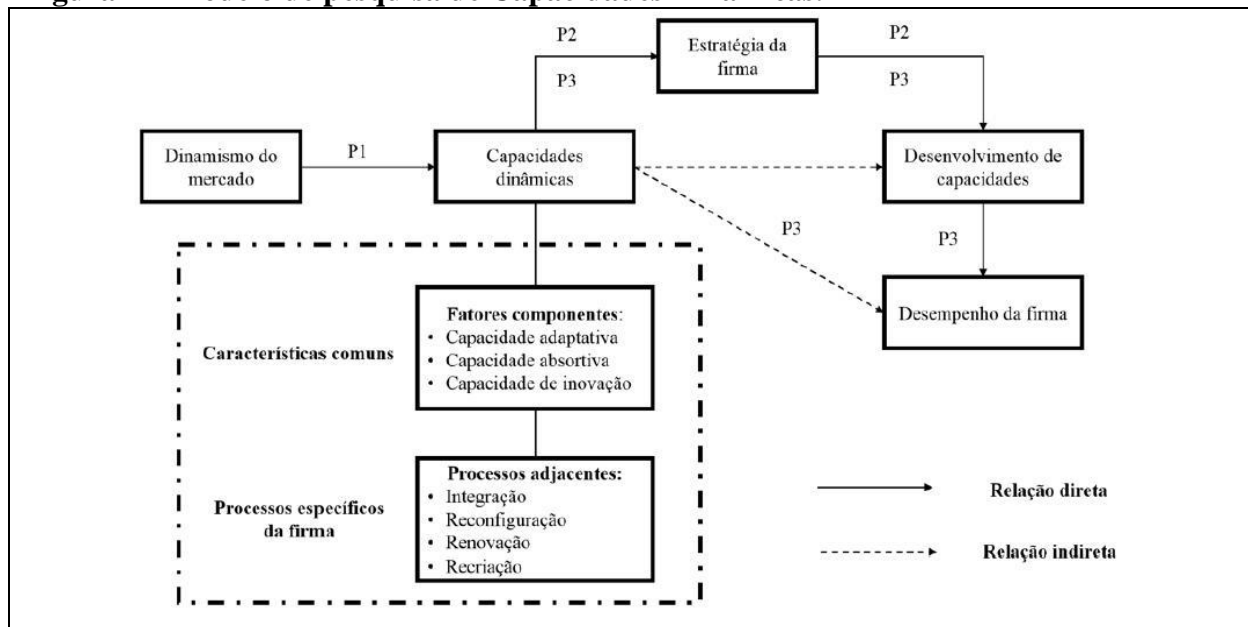 P2
Estratégia da
firma
P2
P3
P3
Dinamismo do
mercado
P1
Capacidades
dinâmicas
Desenvolvimento de
capacidades
P3
P3
Desempenho da firma
Características comuns
Fatores componentes:
• Capacidade adaptativa
• Capacidade absortiva
• Capacidade de inovação
Processos específicos
da firma
Processos adjacentes:
• Integração
• Reconfiguração
• Renovação
• Recriação
Relação direta
Relação indireta